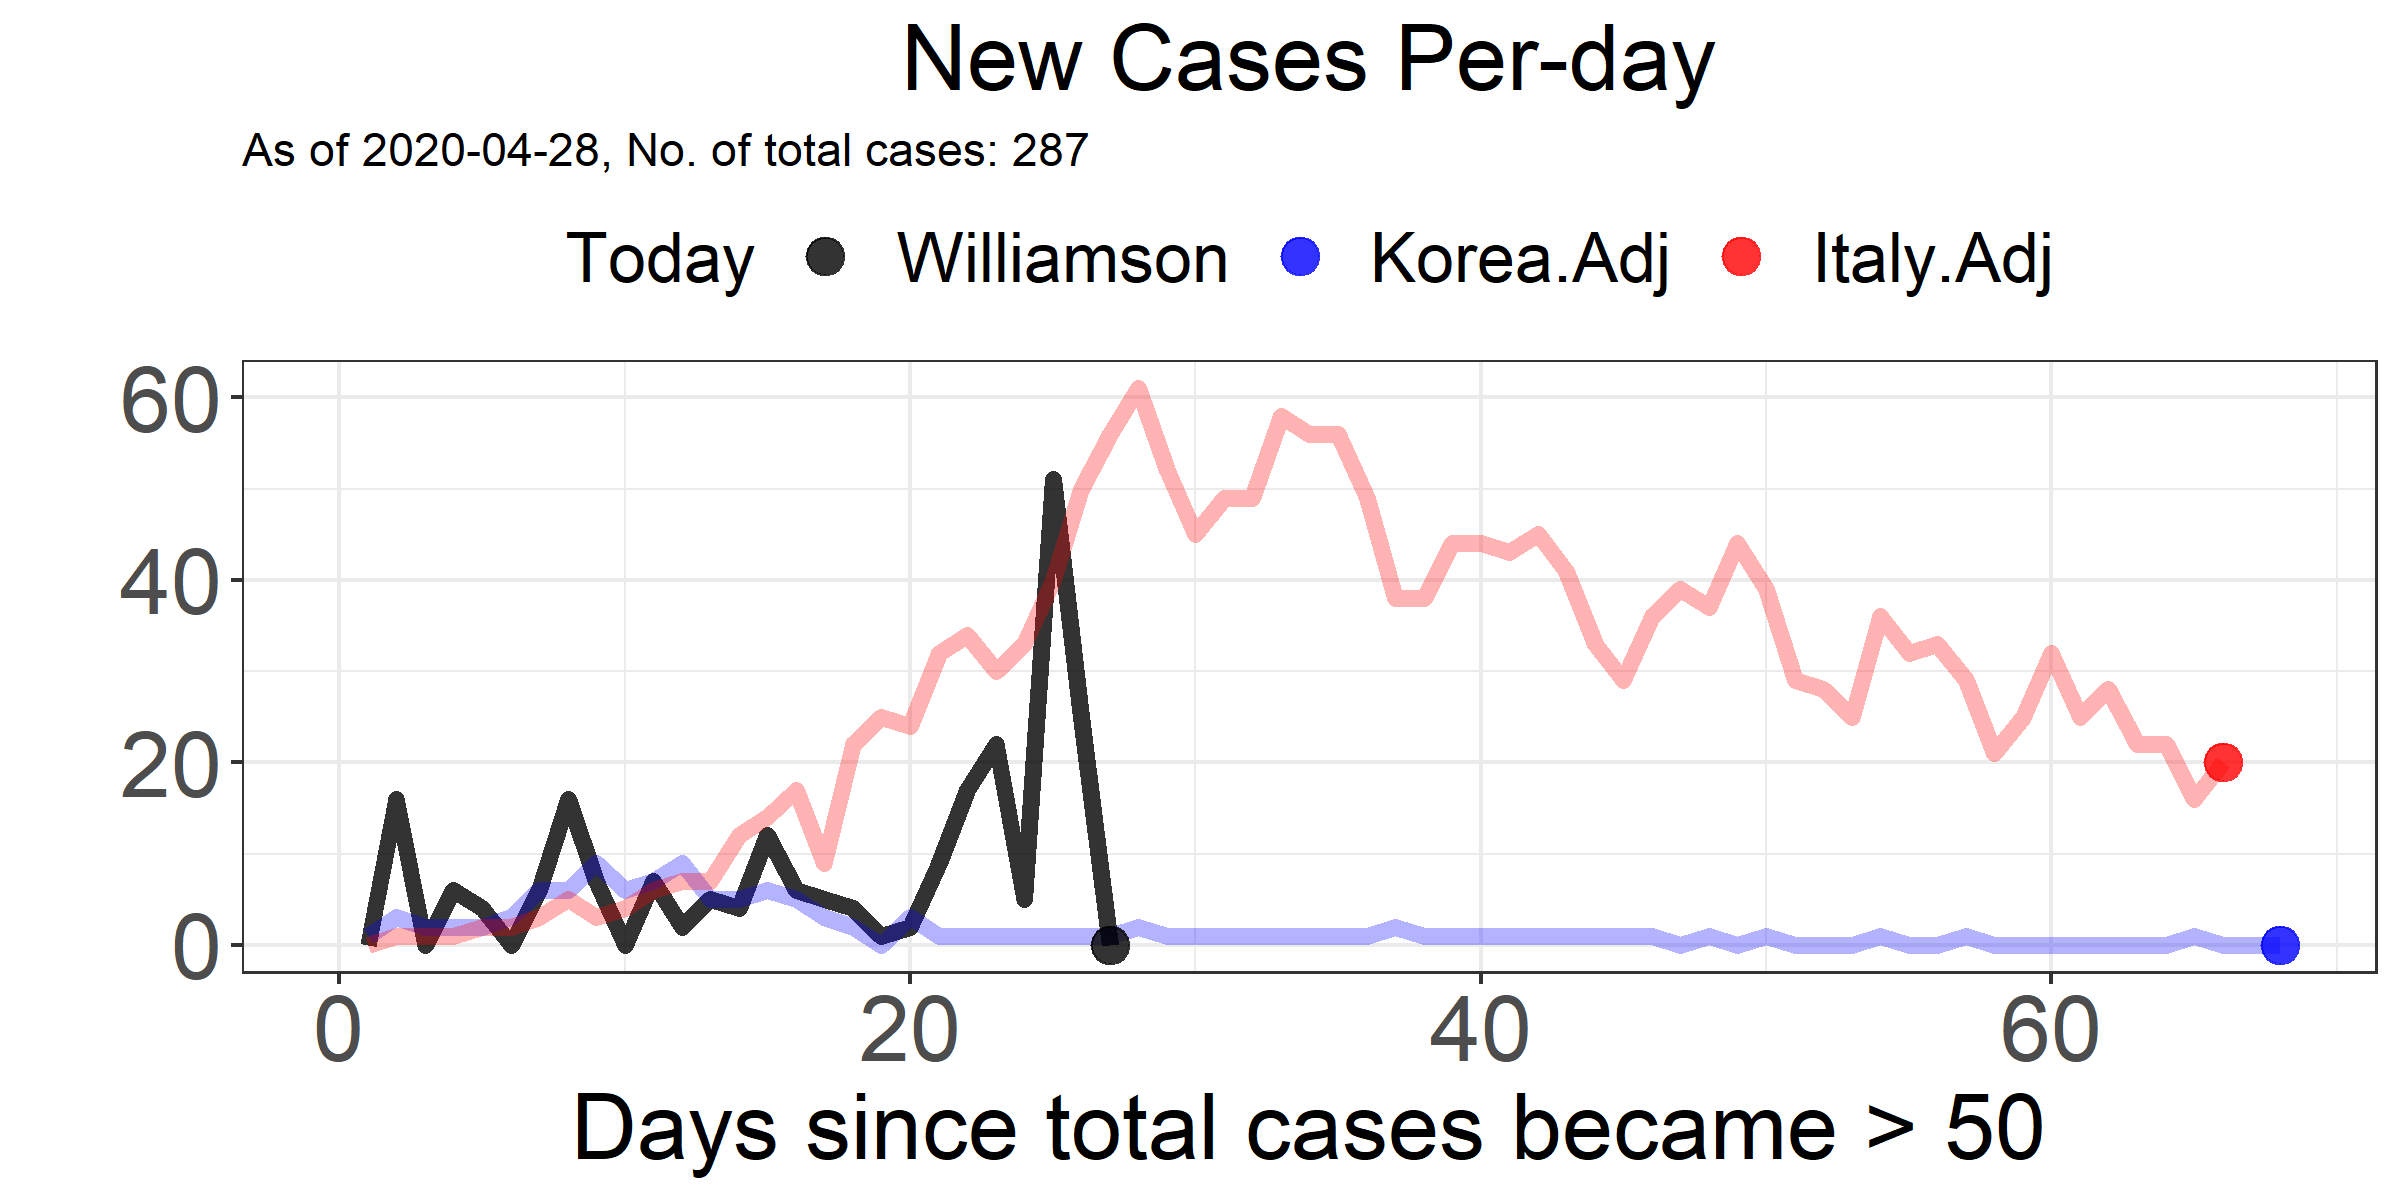 New Cases Per-day
As of 2020-04-28, No. of total cases: 287
Today Williamson Korea.Adj Italy.Adj
60
40
20
0
0 20 40 60
Days since total cases became > 50